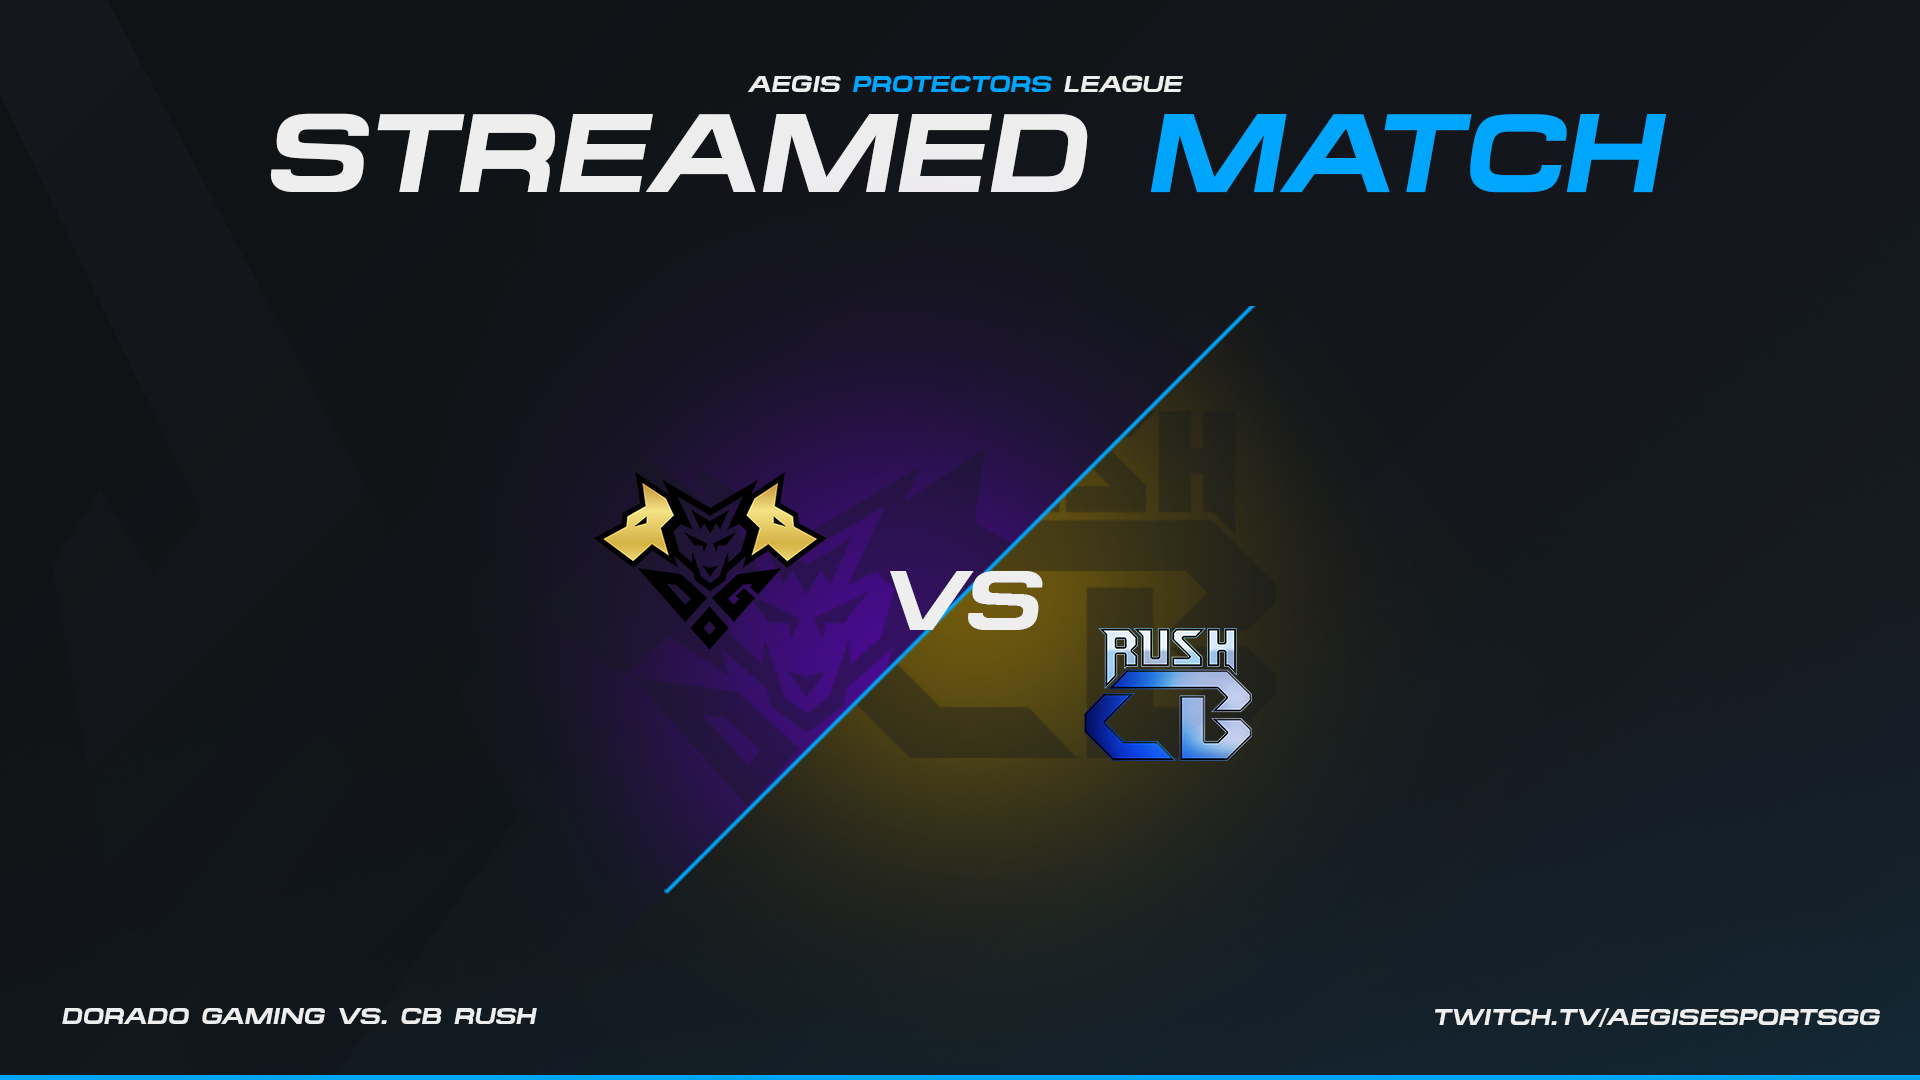 AEGIS PROTECTORS LEAGUE
STREAMED MATCH
VS
RUSH
CB
DORADO GAMING VS. CB RUSH
TWITCH.TV/AEGISESPORTSGG